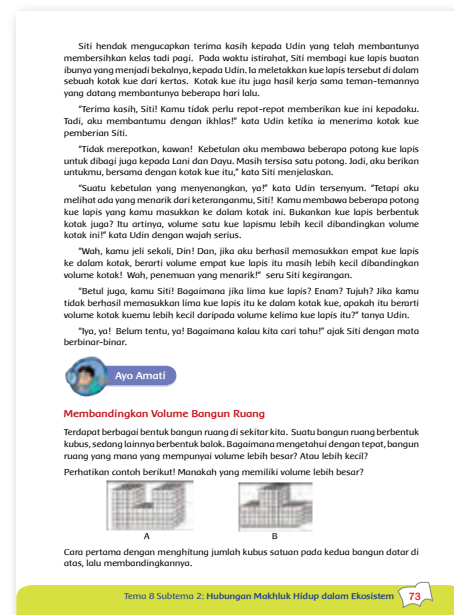 Siti hendak mengucapkan terima kasih kepada Udin yang telah membantunya
membersihkan kelas tadi pagi. Pada waktu istirahat, Siti membagi kue lapis buatan
ibunya yang menjadi bekalnya, kepada Udin. Ia meletakkan kue lapis tersebut di dalam
sebuah kotak kue dari kertas. Kotak kue itu juga hasil kerja sama teman-temannya
yang datang membantunya beberapa hari lalu.
"Terima kasih, Siti! Kamu tidak perlu repot-repot memberikan kue ini kepadaku.
Tadi, aku membantumu dengan ikhlas!" kata Udin ketika ia menerima kotak kue
pemberian Siti.
"Tidak merepotkan, kawan! Kebetulan aku membawa beberapa potong kue lapis
untuk dibagi juga kepada Lani dan Dayu. Masih tersisa satu potong. Jadi, aku berikan
untukmu, bersama dengan kotak kue itu," kata Siti menjelaskan.
"Suatu kebetulan yang menyenangkan, ya!" kata Udin tersenyum. "Tetapi aku
melihat ada yang menarik dari keteranganmu, Siti! Kamu membawa beberapa potong
kue lapis yang kamu masukkan ke dalam kotak ini. Bukankan kue lapis berbentuk
kotak juga? Itu artinya, volume satu kue lapismu lebih kecil dibandingkan volume
kotak ini!" kata Udin dengan wajah serius.
"Wah, kamu jeli sekali, Din! Dan, jika aku berhasil memasukkan empat kue lapis
ke dalam kotak, berarti volume empat kue lapis itu masih lebih kecil dibandingkan
volume kotak! Wah, penemuan yang menarik!" seru Siti kegirangan.
"Betul juga, kamu Siti! Bagaimana jika lima kue lapis? Enam? Tujuh? Jika kamu
tidak berhasil memasukkan lima kue lapis itu ke dalam kotak kue, apakah itu berarti
volume kotak kuemu lebih kecil daripada volume kelima kue lapis itu?" tanya Udin.
"Iya, ya! Belum tentu, ya! Bagaimana kalau kita cari tahu!" ajak Siti dengan mata
berbinar-binar.
Ayo Amati
Membandingkan Volume Bangun Ruang
Terdapat berbagai bentuk bangun ruang di sekitar kita. Suatu bangun ruang berbentuk
kubus, sedang lainnya berbentuk balok. Bagaimana mengetahui dengan tepat, bangun
ruang yang mana yang mempunyai volume lebih besar? Atau lebih kecil?
Perhatikan contoh berikut! Manakah yang memiliki volume lebih besar?
A B
Cara pertama dengan menghitung jumlah kubus satuan pada kedua bangun datar di
atas, lalu membandingkannya.
Tema 8 Subtema 2: Hubungan Makhluk Hidup dalam Ekosistem 73